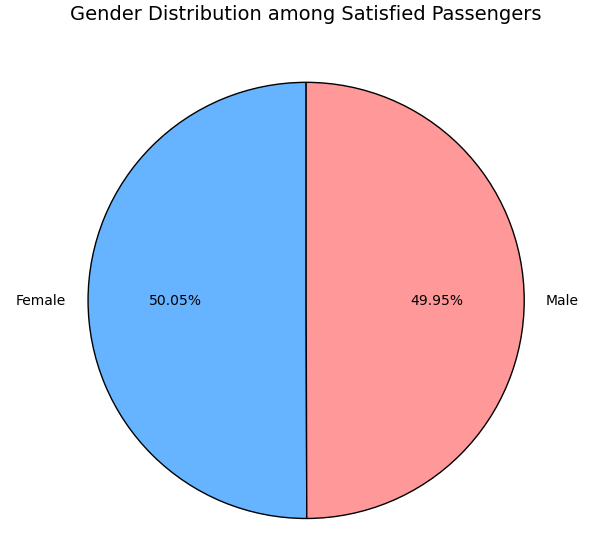 Gender Distribution among Satisfied Passengers
Female
50.05%
49.95%
Male